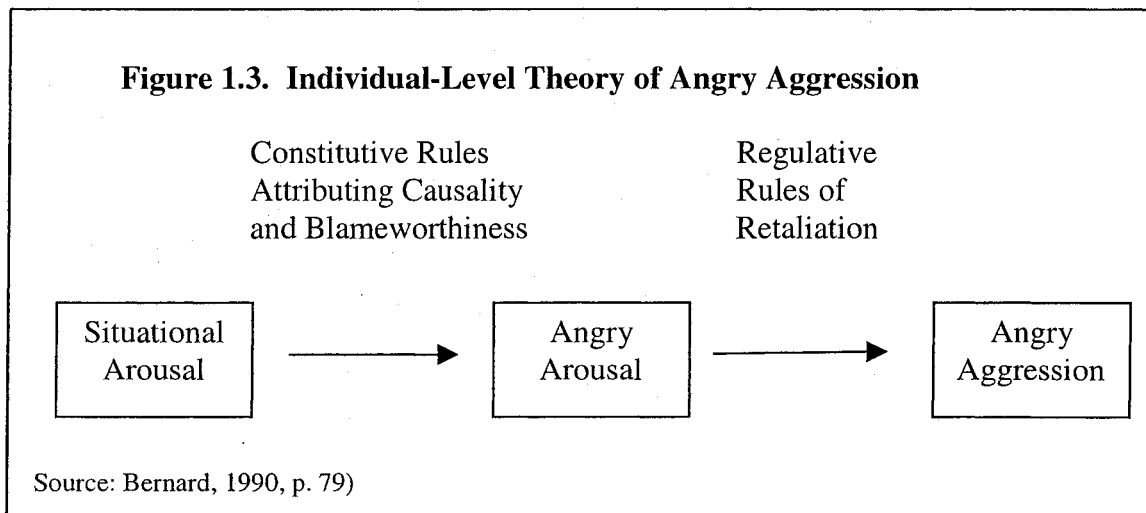 Figure 1.3. Individual-Level Theory of Angry Aggression
Constitutive Rules
Attributing Causality
and Blameworthiness
Regulative
Rules of
Retaliation
Situational
Arousal
Angry
Arousal
Angry
Aggression
Source: Bernard, 1990, p. 79)